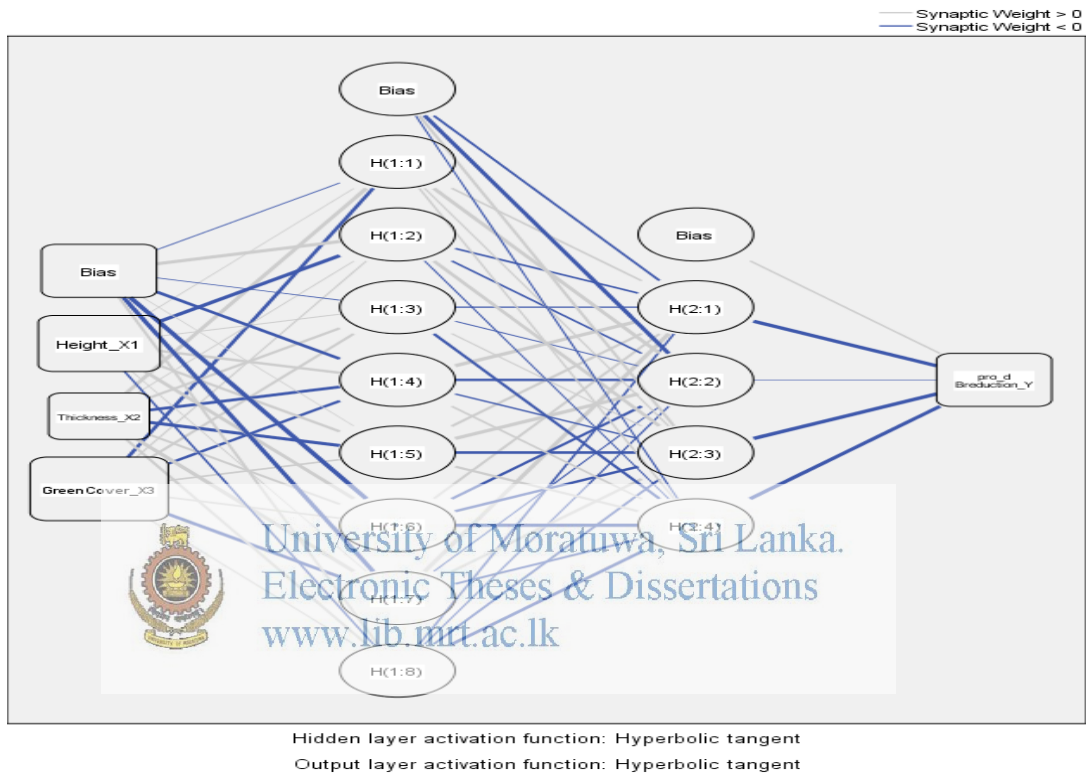 Synaptic Weight > 0
Synaptic Weight < 0
Bias
H(1:1)
H(1:2)
H(1:3)
H(1:4)
H(1:5)
H(1:6)
H(1:7)
H(1:8)
Bias
Height_X1
Thickness_X2
GreenCover_X3
Bias
H(2:1)
H(2:2)
H(2:3)
H(2:4)
pro_d
Breduction_Y
University of Moratuwa, Sri Lanka.
Electronic Theses & Dissertations
www.lib.mrt.ac.lk
Hidden layer activation function: Hyperbolic tangent
Output layer activation function: Hyperbolic tangent